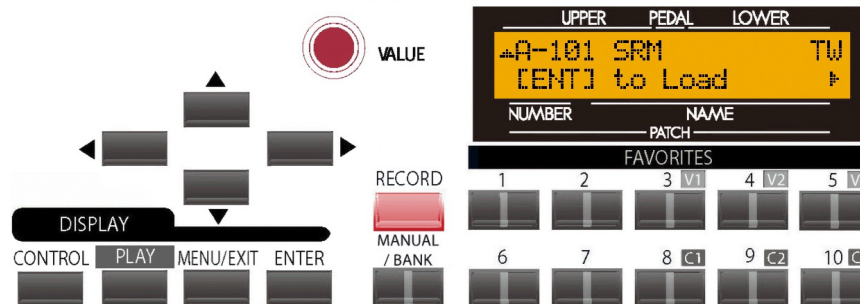 UPPER PEDAL LOWER
A-101 SRM TW
[ENT] to Load
NUMBER NAME
PATCH
VALUE
FAVORITES
RECORD
1 2 3 V1 4 V2 5 V
DISPLAY
CONTROL PLAY MENU/EXIT ENTER
MANUAL
/ BANK
6 7 8 C1 9 C2 10 C